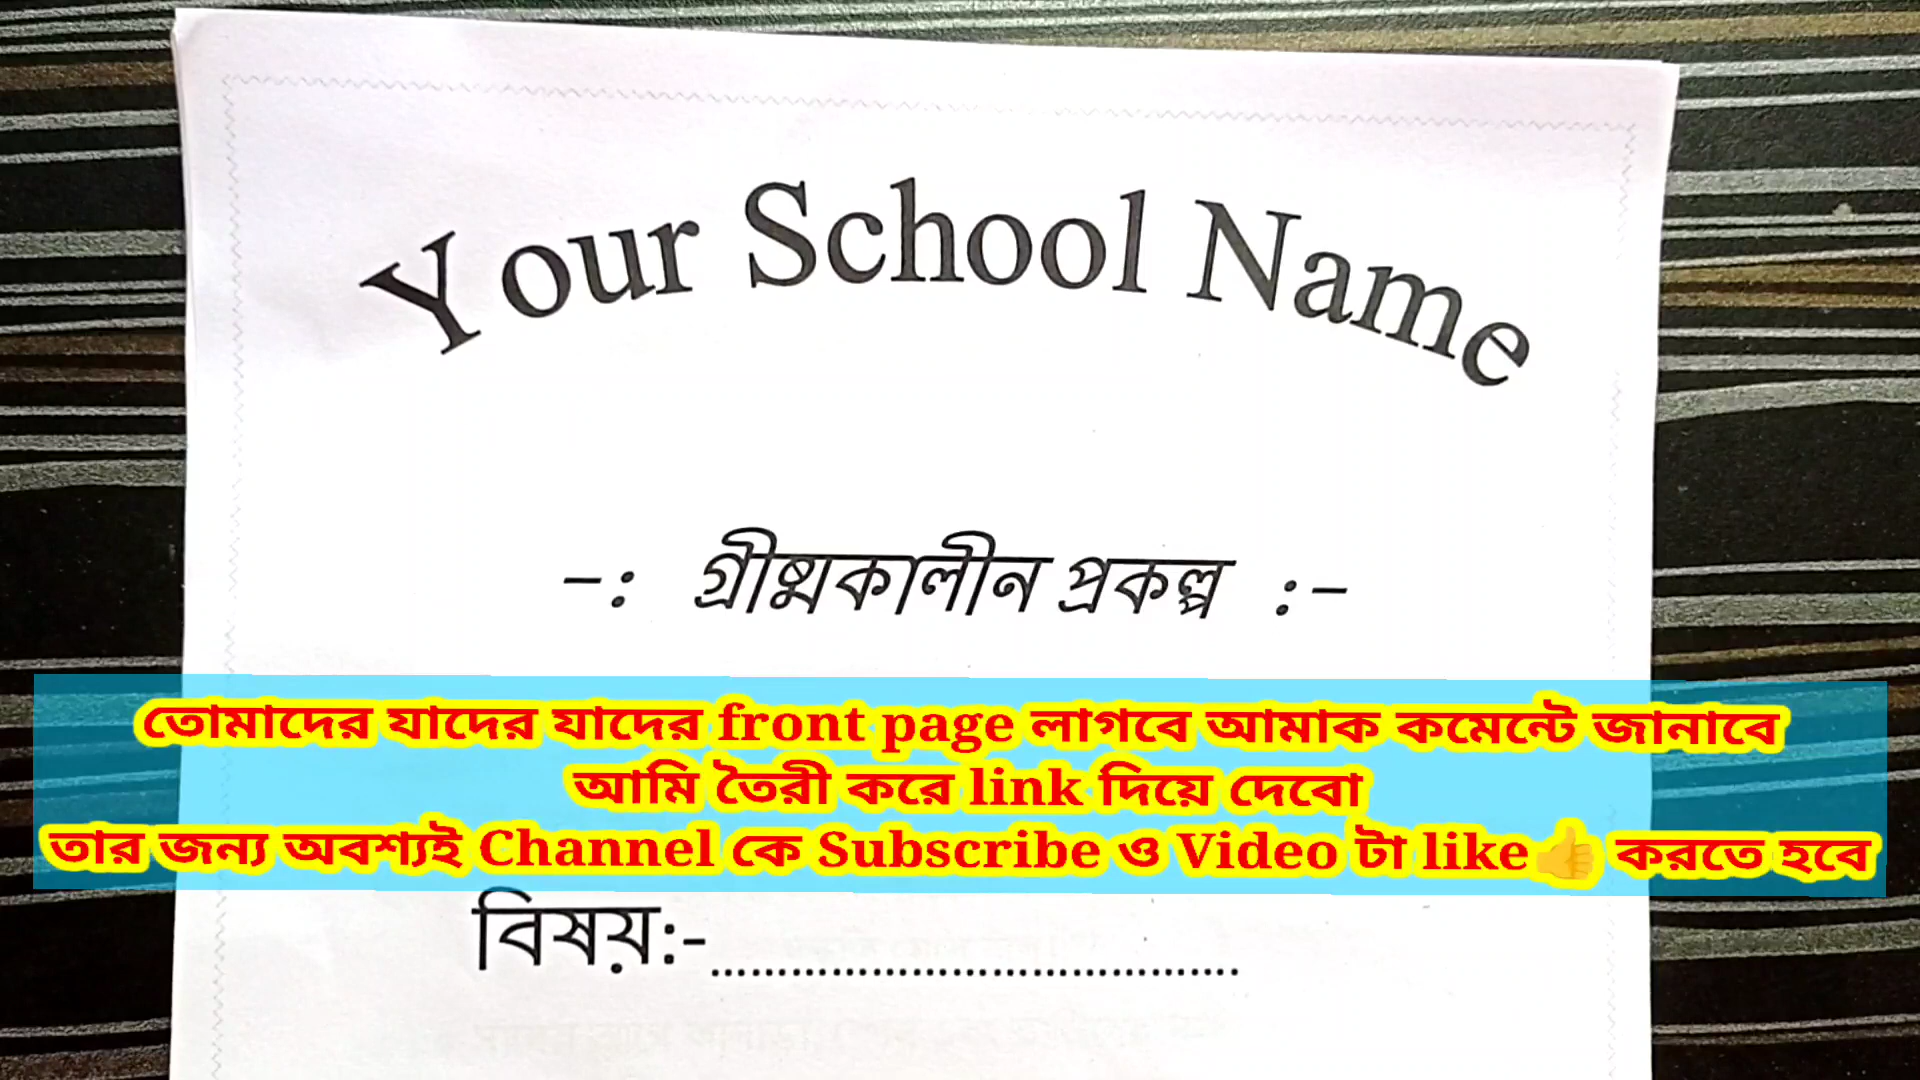 Your School Name
-: গ্রীষ্মকালীন প্রকল্প :-
তোমাদের যাদের যাদের front page লাগবে আমাক কমেন্টে জানাবে
আমি তৈরী করে link দিয়ে দেবো
তার জন্য অবশ্যই Channel কে Subscribe ও Video টা like👍 করতে হবে
বিষয়:-........................................